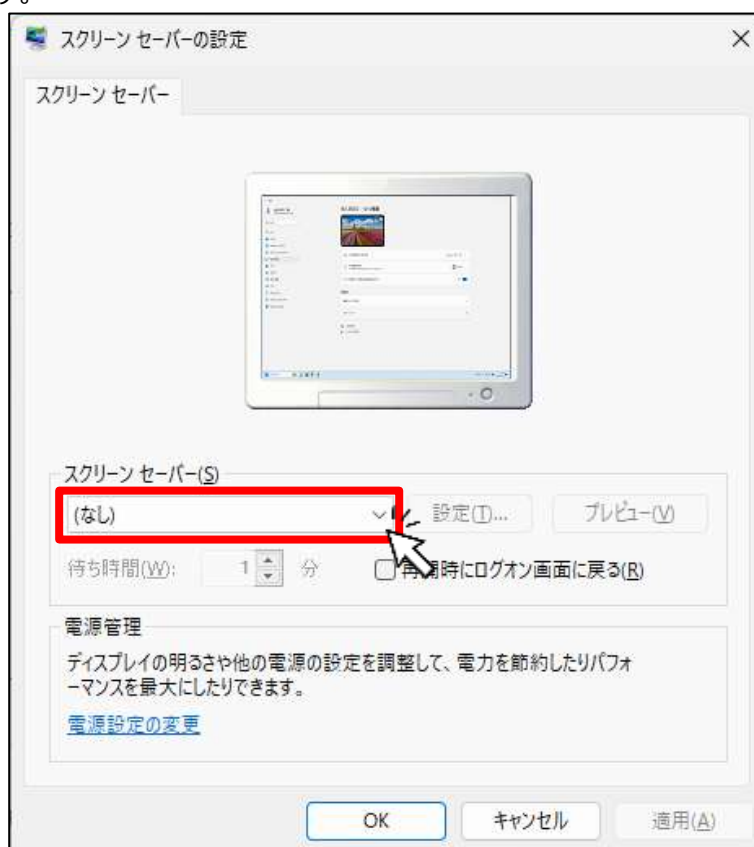 す。
スクリーン セーバーの設定
スクリーン セーバー
スクリーン セーバー(S)
(なし)
設定(T)...
プレビュー(V)
待ち時間(W):
1
分
再開時にログオン画面に戻る(R)
電源管理
ディスプレイの明るさや他の電源の設定を調整して、電力を節約したりパフォ
ーマンスを最大にしたりできます。
電源設定の変更
OK
キャンセル
適用(A)